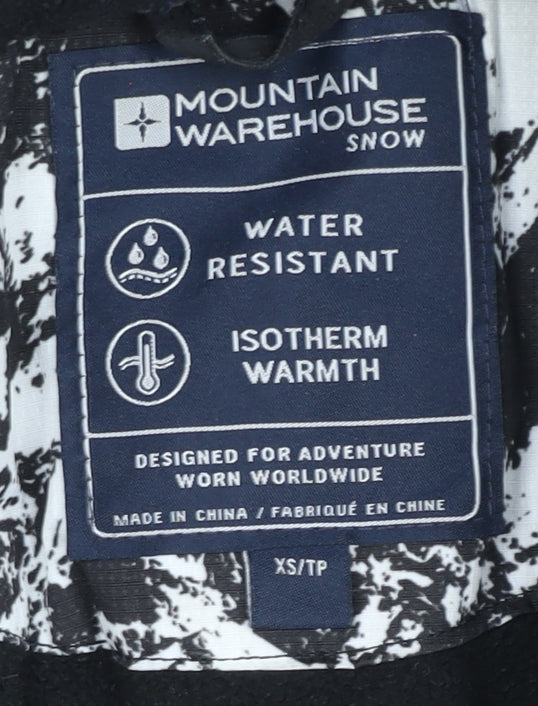 MOUNTAIN
WAREHOUSE
SNOW
WATER
RESISTANT
ISOTHERM
WARMTH
DESIGNED FOR ADVENTURE
WORN WORLDWIDE
MADE IN CHINA / FABRIQUÉ EN CHINE
XS/TP